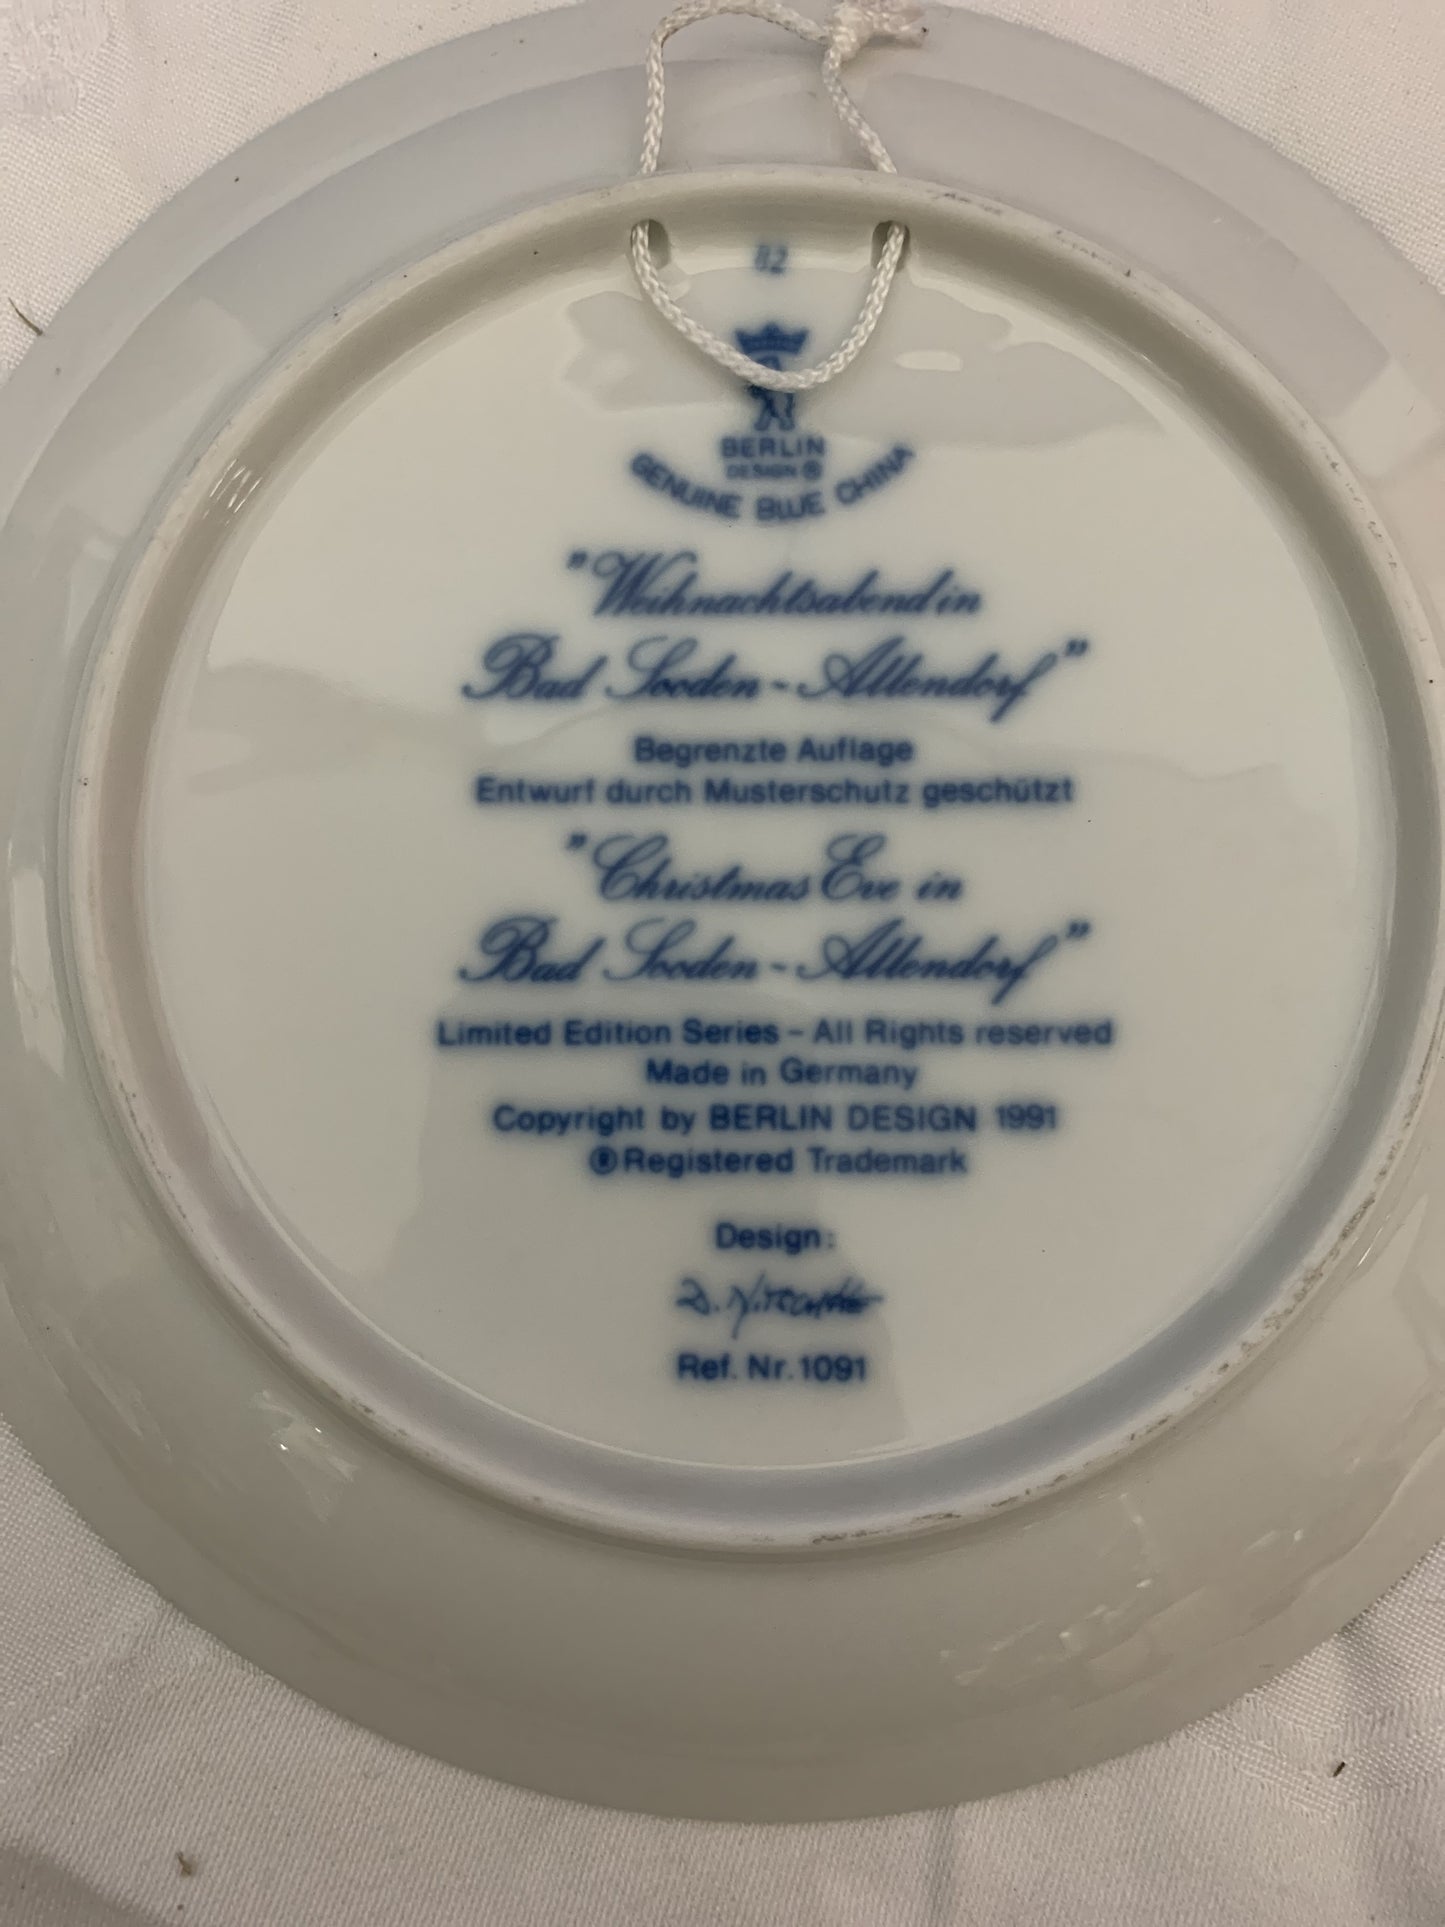 82
BERLIN
DESIGN ®
GENUINE BLUE CHINA
"Weihnachtsabend in
Bad Sooden - Allendorf"
Begrenzte Auflage
Entwurf durch Musterschutz geschützt
"Christmas Eve in
Bad Sooden - Allendorf"
Limited Edition Series – All Rights reserved
Made in Germany
Copyright by BERLIN DESIGN 1991
® Registered Trademark
Design:
Ref. Nr. 1091